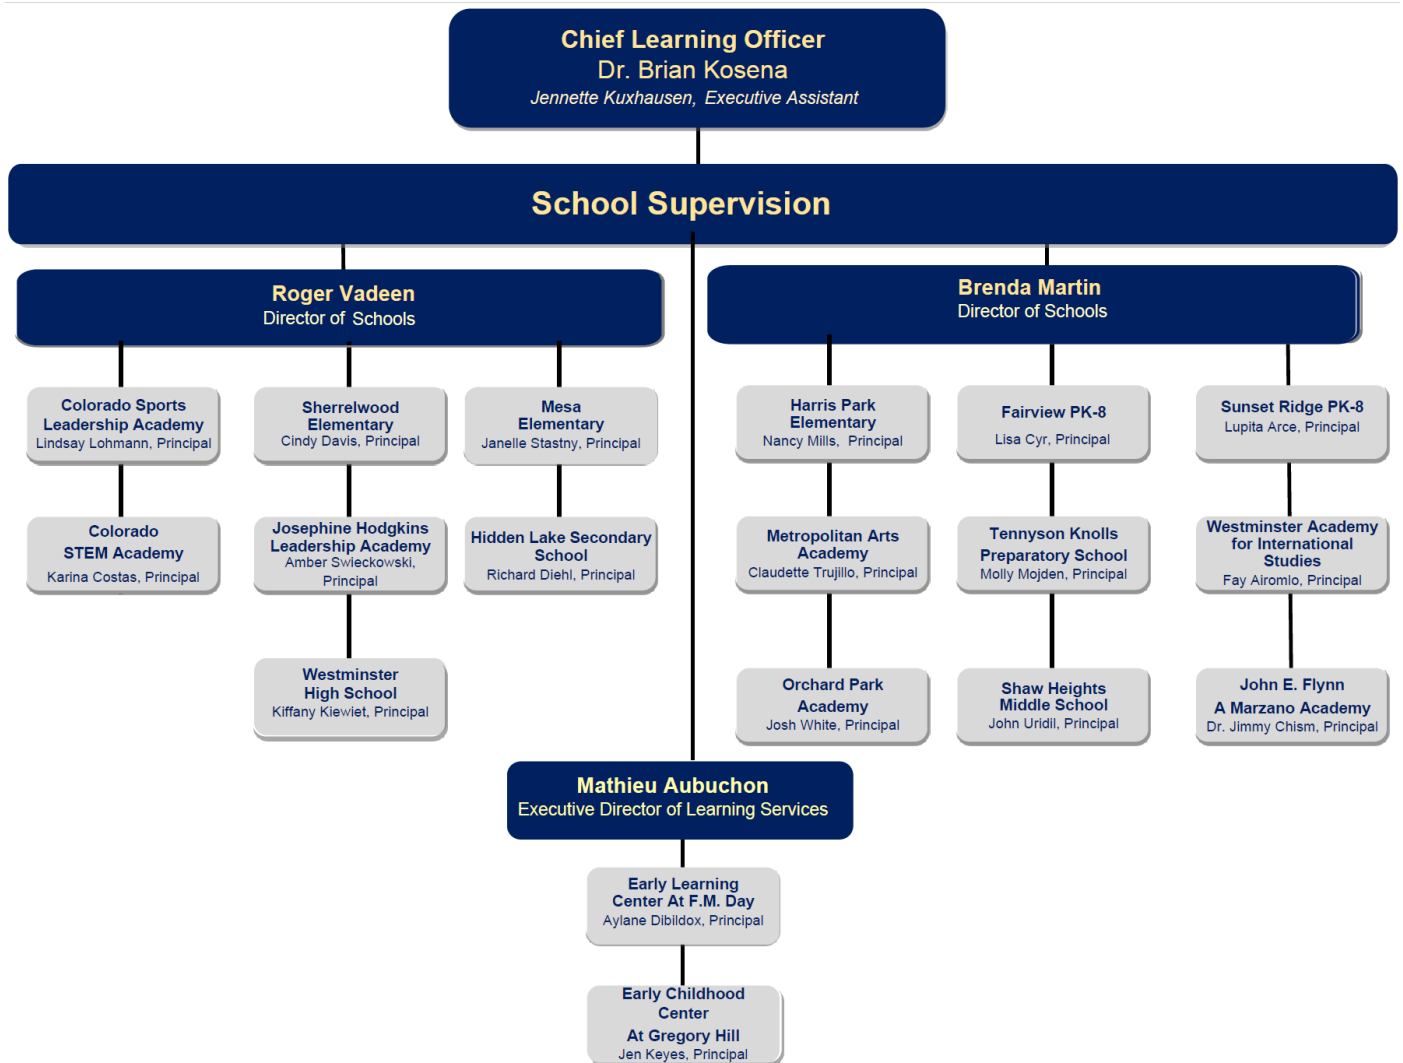 Chief Learning Officer
Dr. Brian Kosena
Jennette Kuxhausen, Executive Assistant
School Supervision
Roger Vadeen
Director of Schools
Brenda Martin
Director of Schools
Colorado Sports
Leadership Academy
Lindsay Lohmann, Principal
Sherrelwood
Elementary
Cindy Davis, Principal
Mesa
Elementary
Janelle Stastny, Principal
Harris Park
Elementary
Nancy Mills, Principal
Fairview PK-8
Lisa Cyr, Principal
Sunset Ridge PK-8
Lupita Arce, Principal
Colorado
STEM Academy
Karina Costas, Principal
Josephine Hodgkins
Leadership Academy
Amber Swieckowski,
Principal
Hidden Lake Secondary
School
Richard Diehl, Principal
Metropolitan Arts
Academy
Claudette Trujillo, Principal
Tennyson Knolls
Preparatory School
Molly Mojden, Principal
Westminster Academy
for International
Studies
Fay Airomlo, Principal
Westminster
High School
Kiffany Kiewiet, Principal
Orchard Park
Academy
Josh White, Principal
Shaw Heights
Middle School
John Uridil, Principal
John E. Flynn
A Marzano Academy
Dr. Jimmy Chism, Principal
Mathieu Aubuchon
Executive Director of Learning Services
Early Learning
Center At F.M. Day
Aylane Dibildox, Principal
Early Childhood
Center
At Gregory Hill
Jen Keyes, Principal